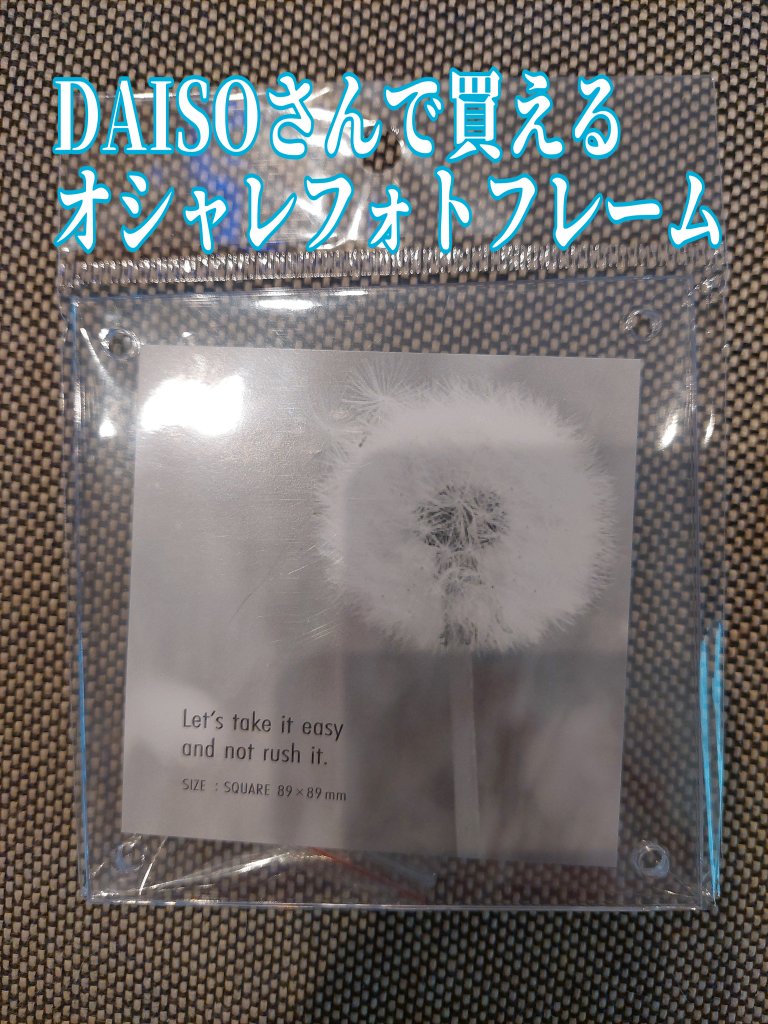 DAISOさんで買える
オシャレフォトフレーム
Let's take it easy
and not rush it.
SIZE : SQUARE 89×89mm